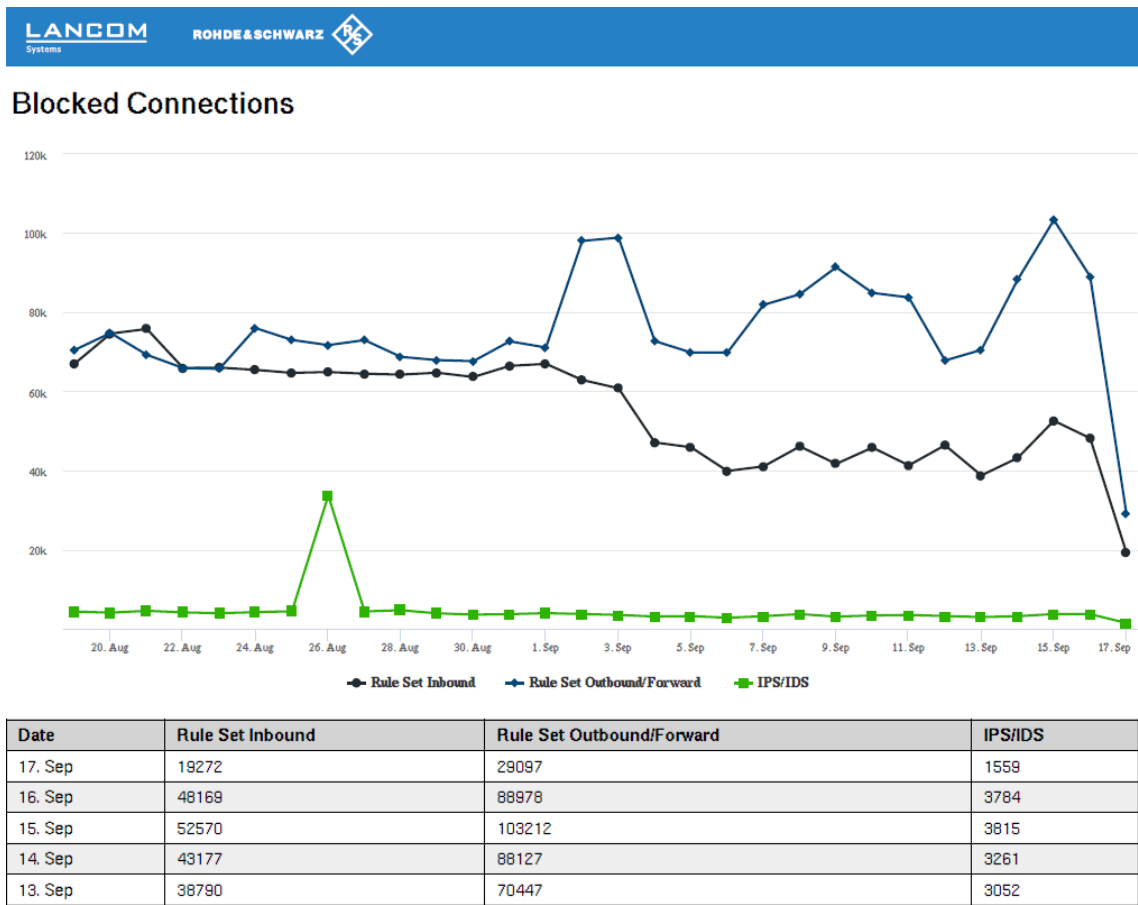 LANCOM
Systems
ROHDE&SCHWARZ
R&S
Blocked Connections
120k
100k
80k
60k
40k
20k
20. Aug 22. Aug 24. Aug 26. Aug 28. Aug 30. Aug 1. Sep 3. Sep 5. Sep 7. Sep 9. Sep 11. Sep 13. Sep 15. Sep 17. Sep
Rule Set Inbound Rule Set Outbound/Forward IPS/IDS
Date Rule Set Inbound Rule Set Outbound/Forward IPS/IDS
17. Sep 19272 29097 1559
16. Sep 48169 88978 3784
15. Sep 52570 103212 3815
14. Sep 43177 88127 3261
13. Sep 38790 70447 3052